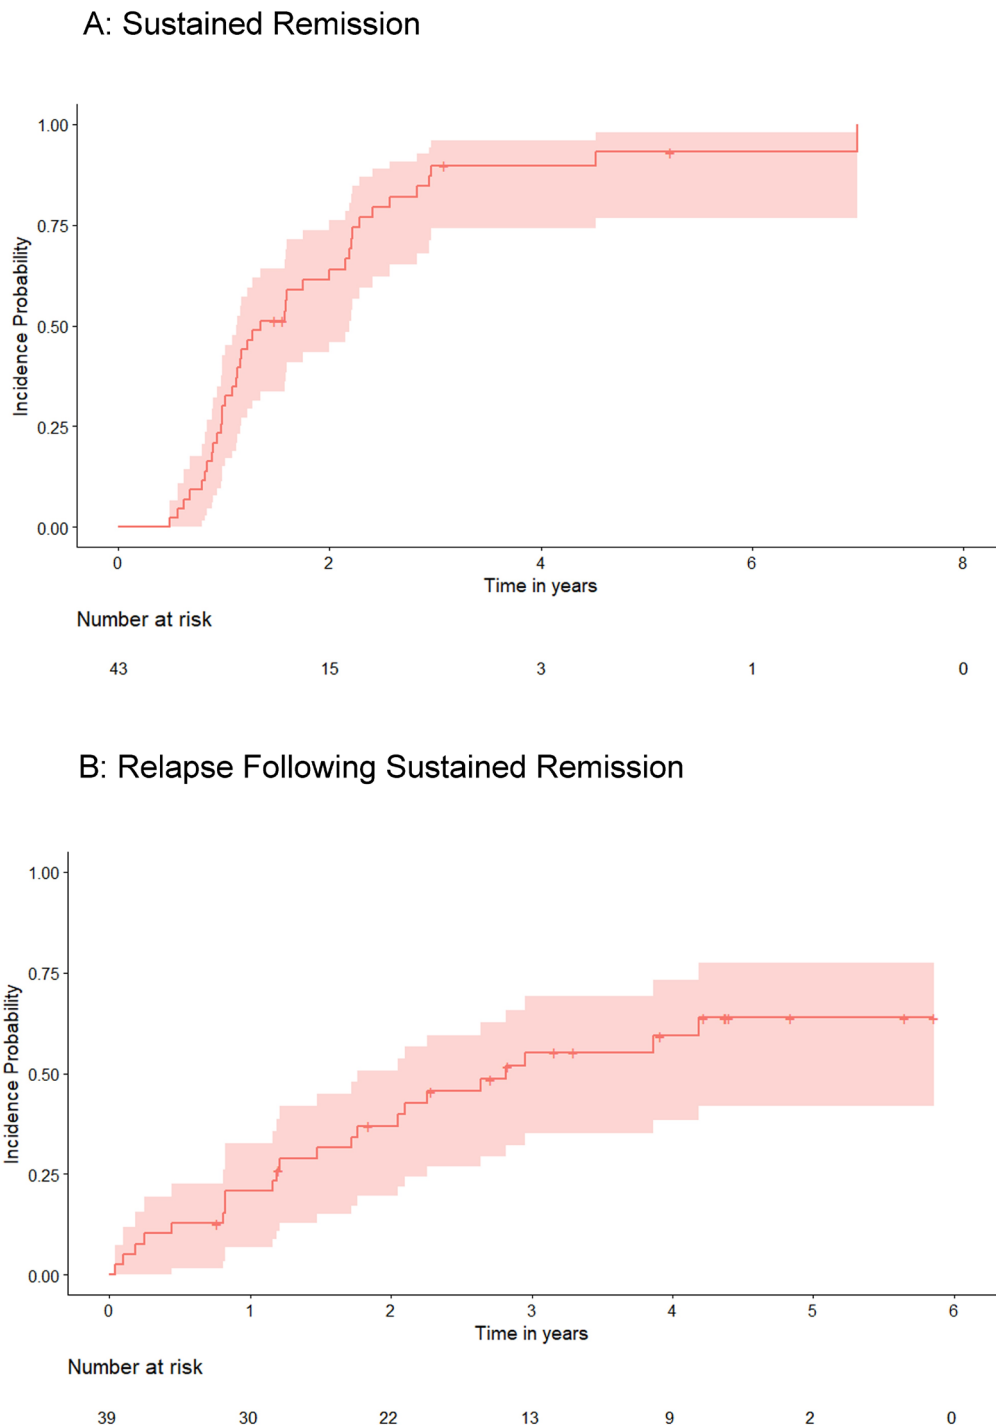 A: Sustained Remission
1.00
0.75
0.50
0.25
0.00
Incidence Probability
0 2 4 6 8
Time in years
Number at risk
43 15 3 1 0
B: Relapse Following Sustained Remission
1.00
0.75
0.50
0.25
0.00
Incidence Probability
0 1 2 3 4 5 6
Time in years
Number at risk
39 30 22 13 9 2 0